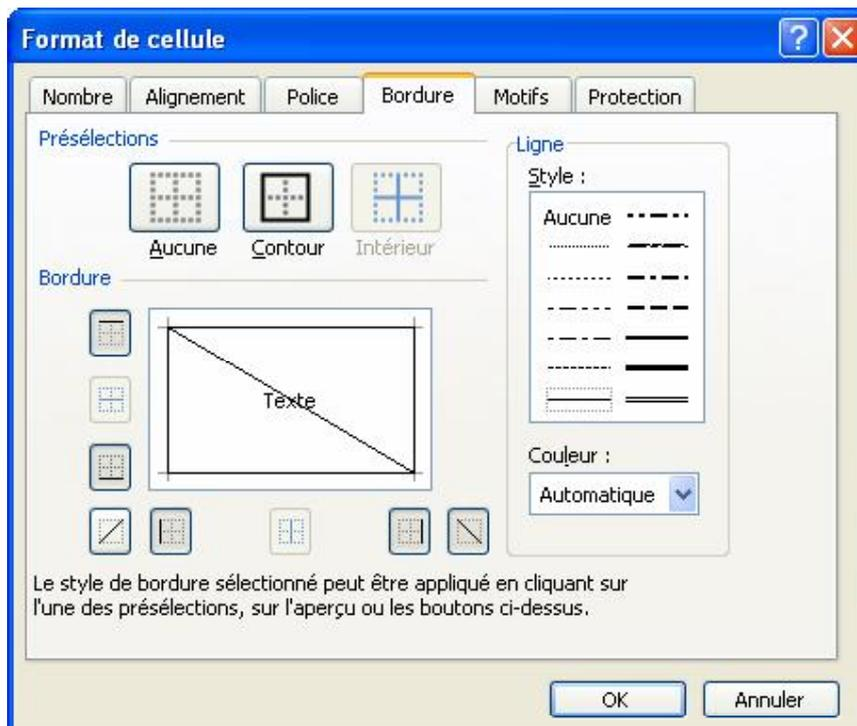 Format de cellule
Nombre Alignement Police Bordure Motifs Protection
Présélections
Aucune Contour Intérieur
Bordure
Texte
Ligne
Style :
Aucune
Couleur :
Automatique
Le style de bordure sélectionné peut être appliqué en cliquant sur
l'une des présélections, sur l'aperçu ou les boutons ci-dessus.
OK Annuler